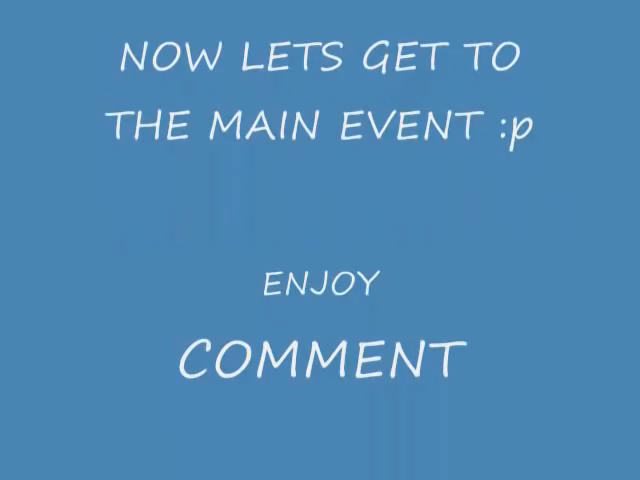 NOW LETS GET TO
THE MAIN EVENT :p
ENJOY
COMMENT